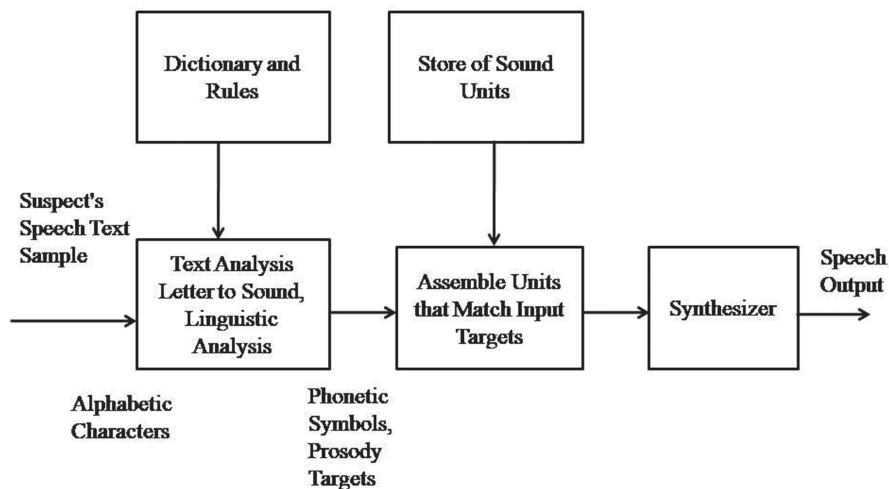 Dictionary and
Rules
Store of Sound
Units
Suspect's
Speech Text
Sample
Text Analysis
Letter to Sound,
Linguistic
Analysis
Assemble Units
that Match Input
Targets
Synthesizer
Speech
Output
Alphabetic
Characters
Phonetic
Symbols,
Prosody
Targets